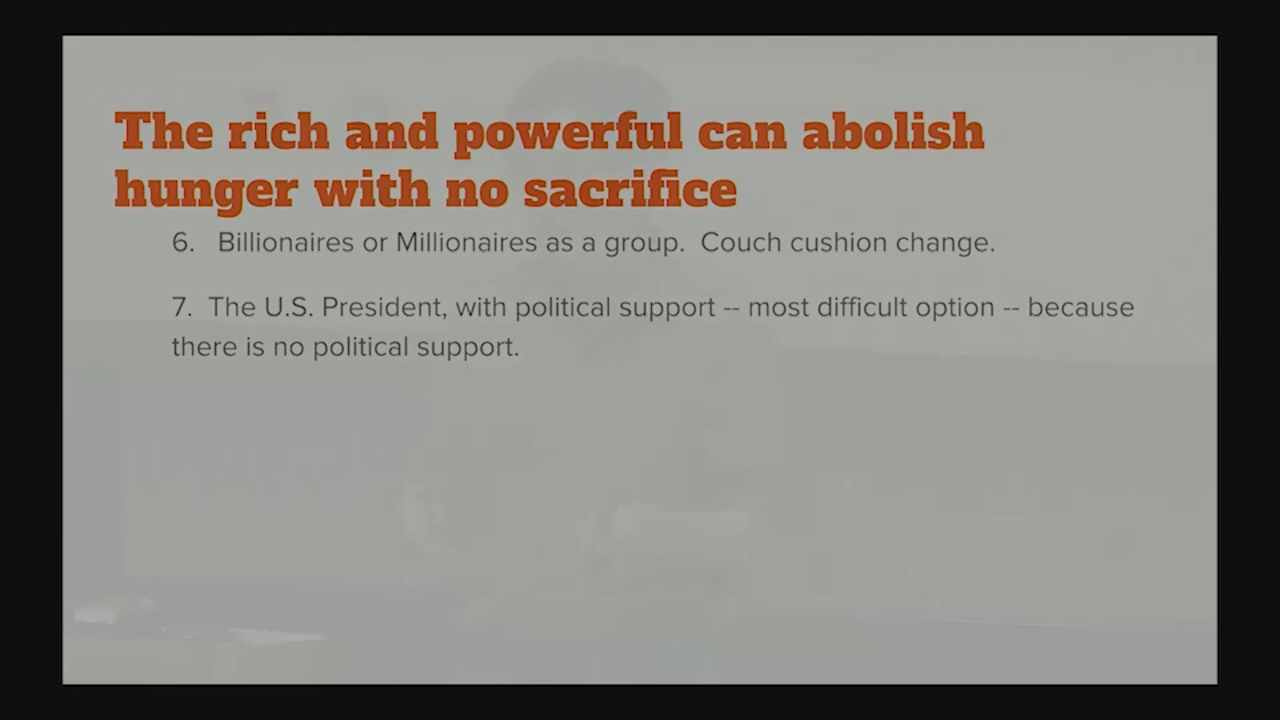 The rich and powerful can abolish
hunger with no sacrifice
6. Billionaires or Millionaires as a group. Couch cushion change.
7. The U.S. President, with political support -- most difficult option -- because
there is no political support.